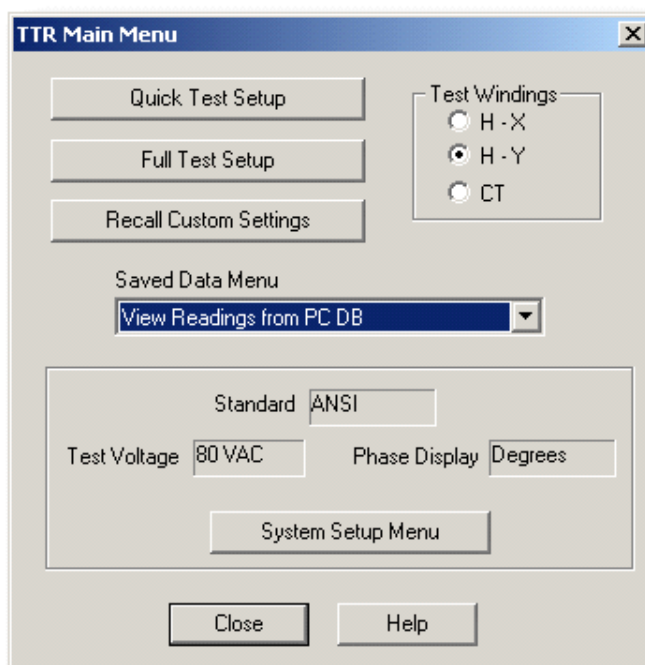 TTR Main Menu
Quick Test Setup
Full Test Setup
Recall Custom Settings
Test Windings
H - X
H - Y
CT
Saved Data Menu
View Readings from PC DB
Standard ANSI
Test Voltage 80 VAC Phase Display Degrees
System Setup Menu
Close Help